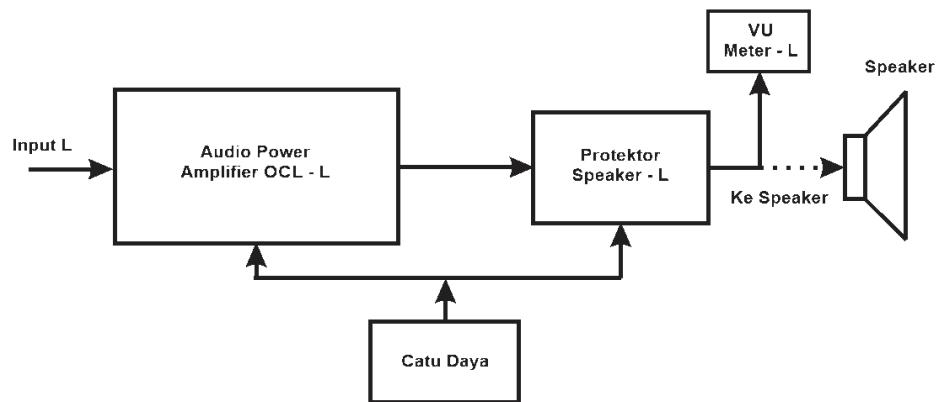 VU
Meter - L
Speaker
Input L
Audio Power
Amplifier OCL - L
Protektor
Speaker - L
Ke Speaker
Catu Daya